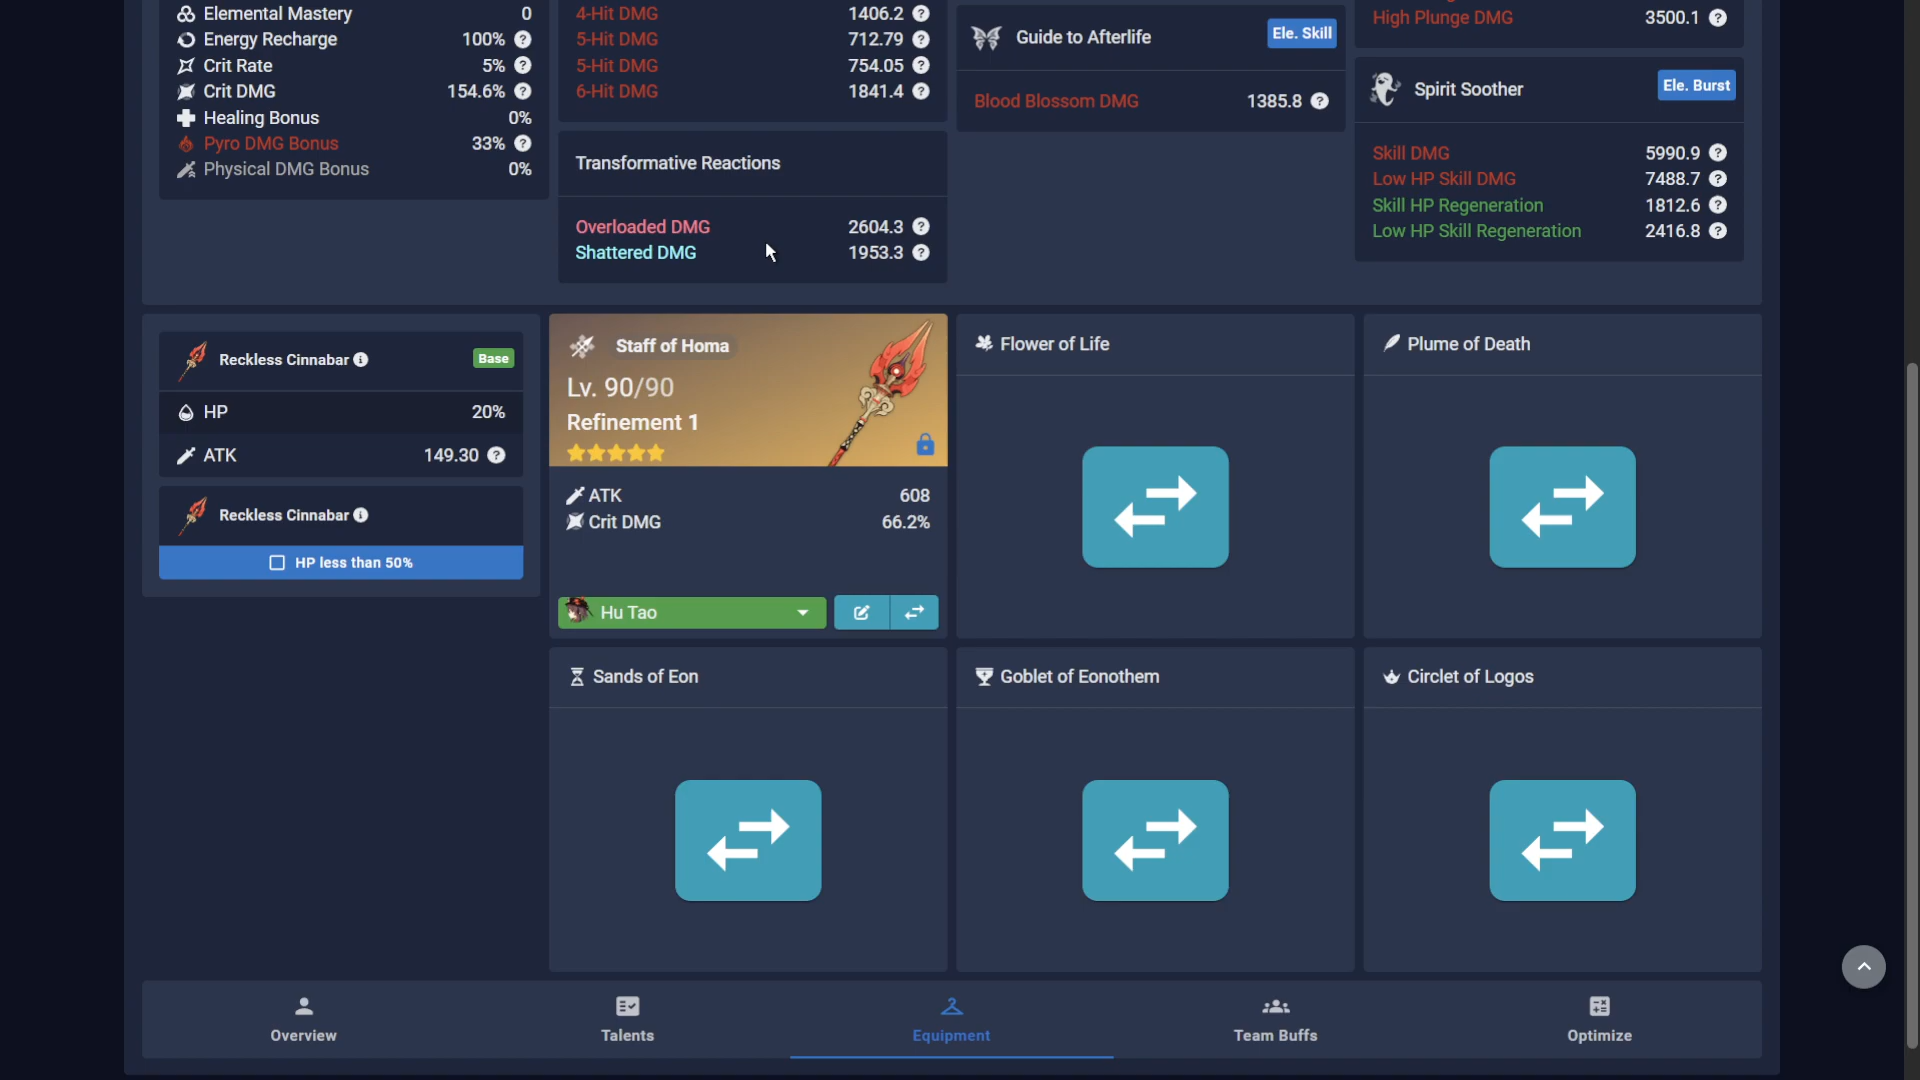 Elemental Mastery 0
Energy Recharge 100%
Crit Rate 5%
Crit DMG 154.6%
Healing Bonus 0%
Pyro DMG Bonus 33%
Physical DMG Bonus 0%
4-Hit DMG 1406.2
5-Hit DMG 712.79
5-Hit DMG 754.05
6-Hit DMG 1841.4
Transformative Reactions
Overloaded DMG 2604.3
Shattered DMG 1953.3
Guide to Afterlife Ele. Skill
Blood Blossom DMG 1385.8
High Plunge DMG 3500.1
Spirit Soother Ele. Burst
Skill DMG 5990.9
Low HP Skill DMG 7488.7
Skill HP Regeneration 1812.6
Low HP Skill Regeneration 2416.8
Reckless Cinnabar Base
HP 20%
ATK 149.30
Reckless Cinnabar
HP less than 50%
Staff of Homa
Lv. 90/90
Refinement 1
ATK 608
Crit DMG 66.2%
Hu Tao
Flower of Life
Plume of Death
Sands of Eon
Goblet of Eonothem
Circlet of Logos
Overview
Talents
Equipment
Team Buffs
Optimize